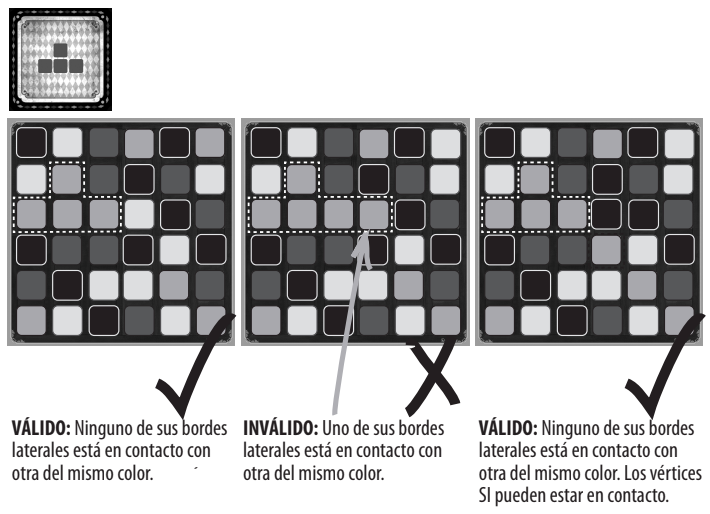 VÁLIDO: Ninguno de sus bordes
laterales está en contacto con
otra del mismo color.
INVÁLIDO: Uno de sus bordes
laterales está en contacto con
otra del mismo color.
VÁLIDO: Ninguno de sus bordes
laterales está en contacto con
otra del mismo color. Los vértices
SI pueden estar en contacto.